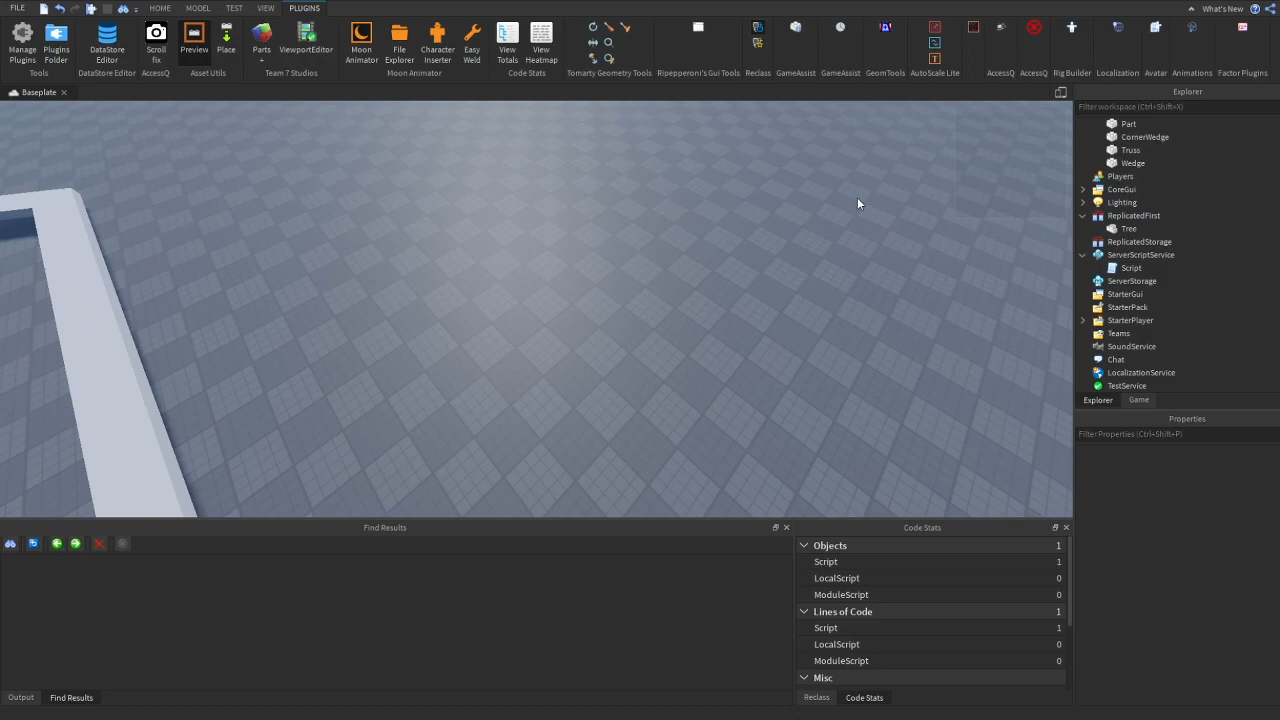 FILE HOME MODEL TEST VIEW PLUGINS What's New
Manage Plugins
Plugins Folder
Tools
DataStore Editor
DataStore Editor
Scroll fix
AccessQ
Preview
Place
Asset Utils
Parts +
ViewportEditor
Team 7 Studios
Moon Animator
File Explorer
Character Inserter
Easy Weld
Moon Animator
View Totals
View Heatmap
Code Stats
Tomarty Geometry Tools
Ripepperoni's Gui Tools
Reclass
GameAssist
GameAssist
GeomTools
AutoScale Lite
AccessQ
AccessQ
Rig Builder
Localization
Avatar
Animations
Factor Plugins
Baseplate
Explorer
Filter workspace (Ctrl+Shift+X)
Part
CornerWedge
Truss
Wedge
Players
CoreGui
Lighting
ReplicatedFirst
Tree
ReplicatedStorage
ServerScriptService
Script
ServerStorage
StarterGui
StarterPack
StarterPlayer
Teams
SoundService
Chat
LocalizationService
TestService
Explorer Game
Properties
Filter Properties (Ctrl+Shift+P)
Find Results
Output Find Results
Code Stats
Objects 1
Script 1
LocalScript 0
ModuleScript 0
Lines of Code 1
Script 1
LocalScript 0
ModuleScript 0
Misc
Reclass Code Stats